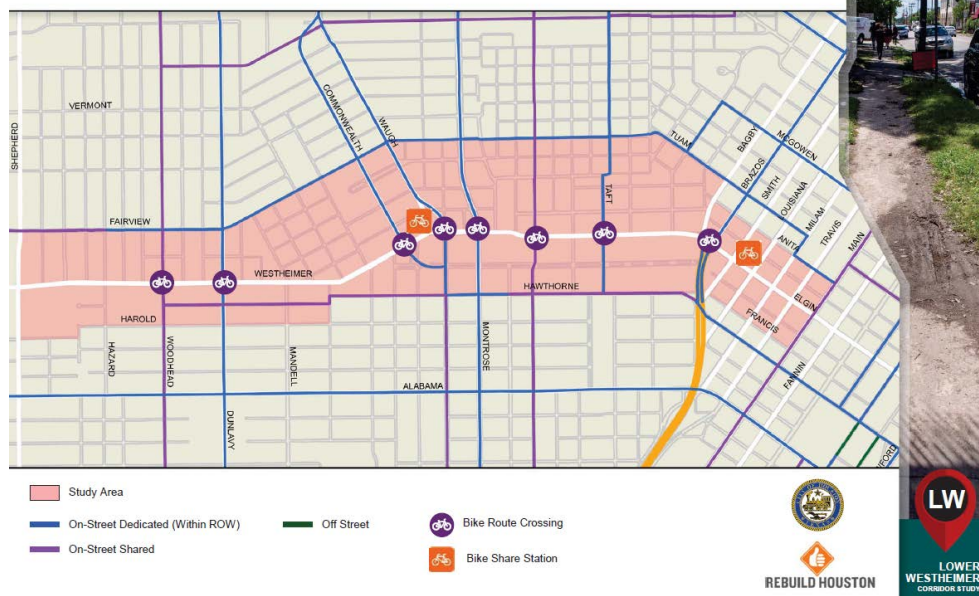 VERMONT
SHEPHERD
COMMONWEALTH
WAUGH
TUAM
BAGBY
MCGOWEN
BRAZOS
SMITH
OUISIANA
MILAM
TRAVIS
MAIN
TAFT
ANITA
FAIRVIEW
WESTHEIMER
HAWTHORNE
ELGIN
HAROLD
FRANCIS
HAZARD
WOODHEAD
MANDELL
MONTROSE
FANNIN
ALABAMA
DUNLAVY
WFORD
Study Area
On-Street Dedicated (Within ROW)
Off Street
Bike Route Crossing
On-Street Shared
Bike Share Station
REBUILD HOUSTON
LW
LOWER
WESTHEIMER
CORRIDOR STUDY